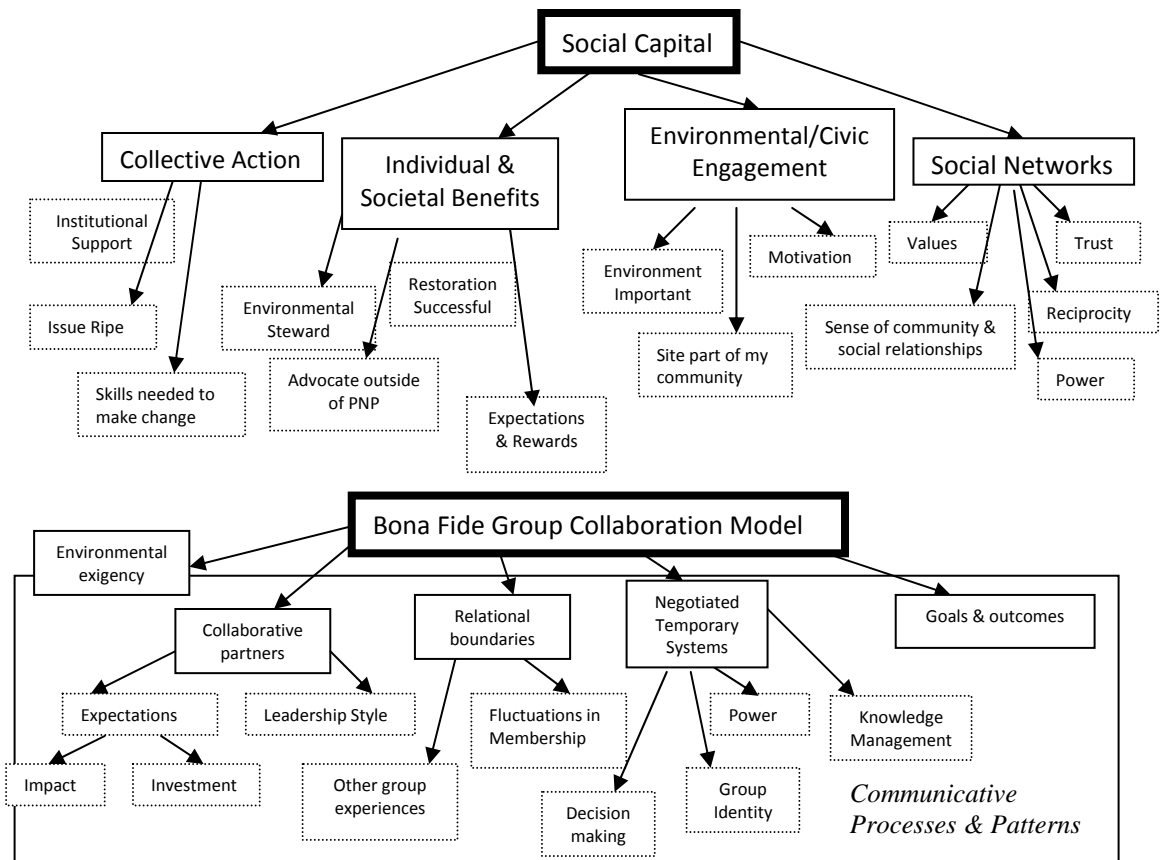 Social Capital
Collective Action
Individual &
Societal Benefits
Environmental/Civic
Engagement
Social Networks
Institutional
Support
Issue Ripe
Skills needed to
make change
Environmental
Steward
Restoration
Successful
Advocate outside
of PNP
Expectations
& Rewards
Environment
Important
Motivation
Site part of my
community
Values
Trust
Sense of community &
social relationships
Reciprocity
Power
Bona Fide Group Collaboration Model
Environmental
exigency
Collaborative
partners
Relational
boundaries
Negotiated
Temporary
Systems
Goals & outcomes
Expectations
Leadership Style
Impact
Investment
Other group
experiences
Fluctuations in
Membership
Decision
making
Power
Group
Identity
Knowledge
Management
Communicative
Processes & Patterns